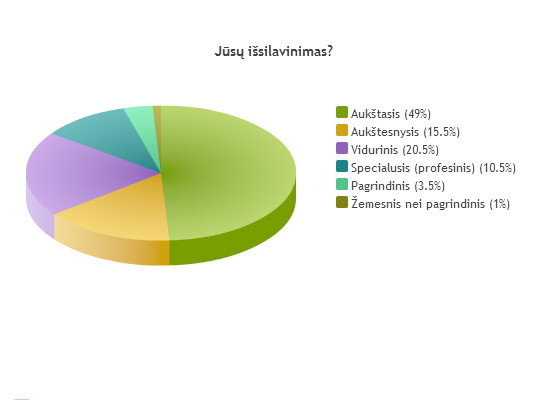 Jūsų išsilavinimas?
Aukštasis (49%)
Aukštesnysis (15.5%)
Vidurinis (20.5%)
Specialusis (profesinis) (10.5%)
Pagrindinis (3.5%)
Žemesnis nei pagrindinis (1%)